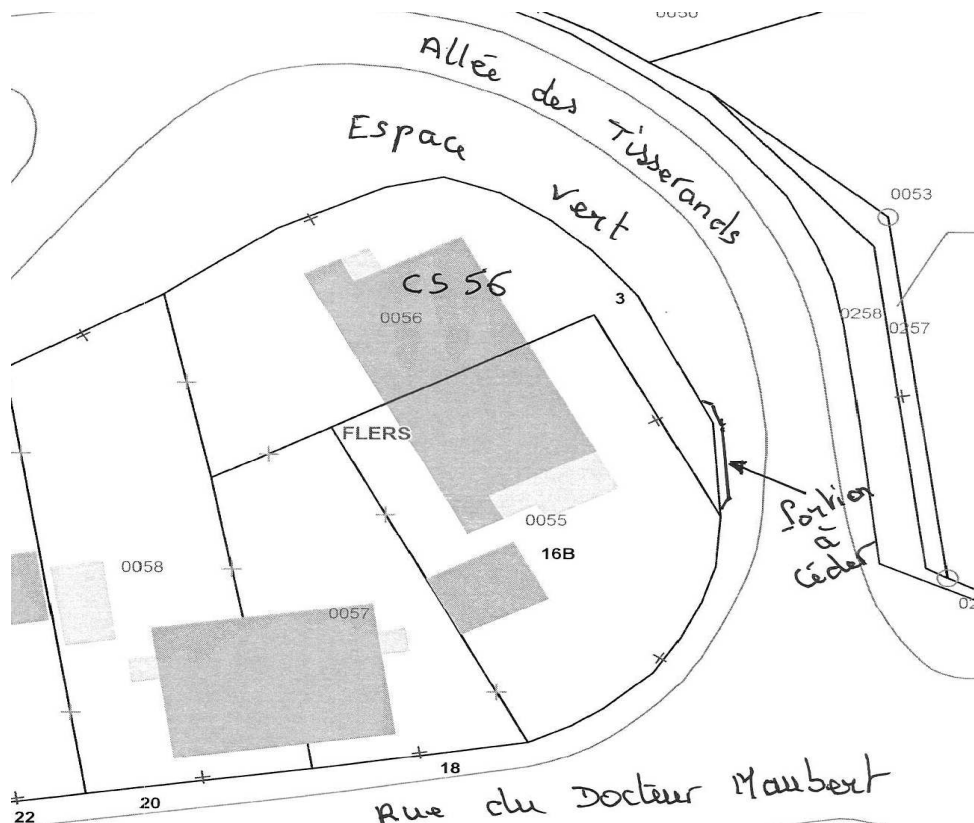 0050
Allée des Tisserands
Espace vert
0053
CS 56
3
0056
0258
0257
FLERS
Portion
à
céder
0055
16B
0058
0057
18
20
22
Rue du Docteur Maubert